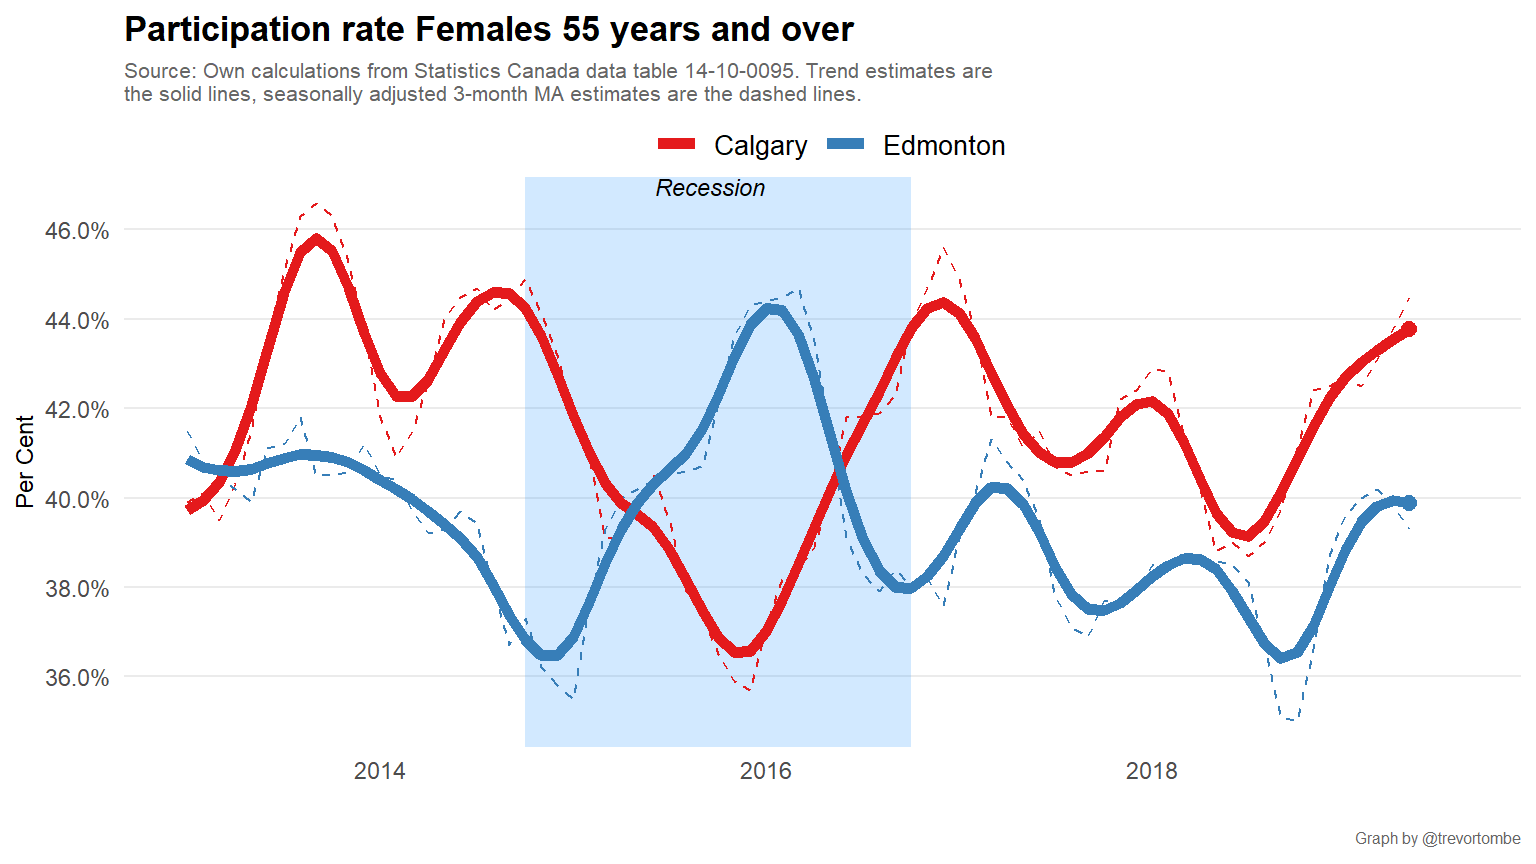 Participation rate Females 55 years and over
Source: Own calculations from Statistics Canada data table 14-10-0095. Trend estimates are
the solid lines, seasonally adjusted 3-month MA estimates are the dashed lines.
Calgary Edmonton
Recession
46.0%
44.0%
42.0%
40.0%
38.0%
36.0%
Per Cent
2014 2016 2018
Graph by @trevortombe